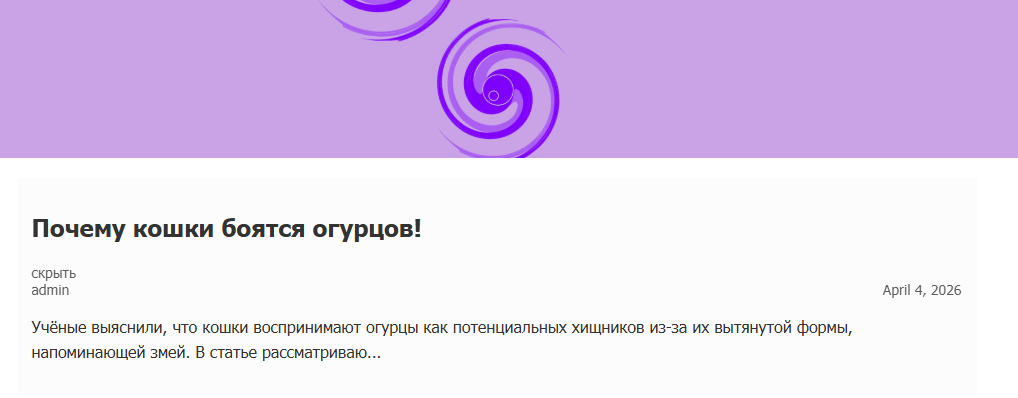 Почему кошки боятся огурцов!
скрыть
admin April 4, 2026
Учёные выяснили, что кошки воспринимают огурцы как потенциальных хищников из-за их вытянутой формы,
напоминающей змей. В статье рассматриваю...